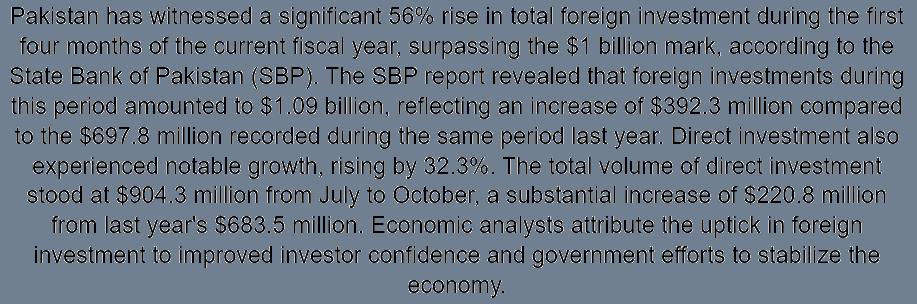 Pakistan has witnessed a significant 56% rise in total foreign investment during the first
four months of the current fiscal year, surpassing the $1 billion mark, according to the
State Bank of Pakistan (SBP). The SBP report revealed that foreign investments during
this period amounted to $1.09 billion, reflecting an increase of $392.3 million compared
to the $697.8 million recorded during the same period last year. Direct investment also
experienced notable growth, rising by 32.3%. The total volume of direct investment
stood at $904.3 million from July to October, a substantial increase of $220.8 million
from last year's $683.5 million. Economic analysts attribute the uptick in foreign
investment to improved investor confidence and government efforts to stabilize the
economy.